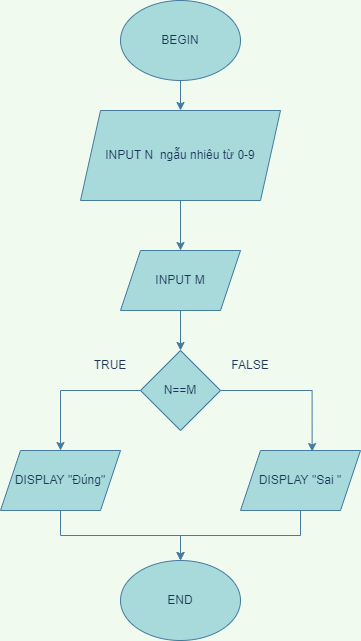 BEGIN
INPUT N ngẫu nhiêu từ 0-9
INPUT M
TRUE
FALSE
N==M
DISPLAY "Đúng"
DISPLAY "Sai "
END